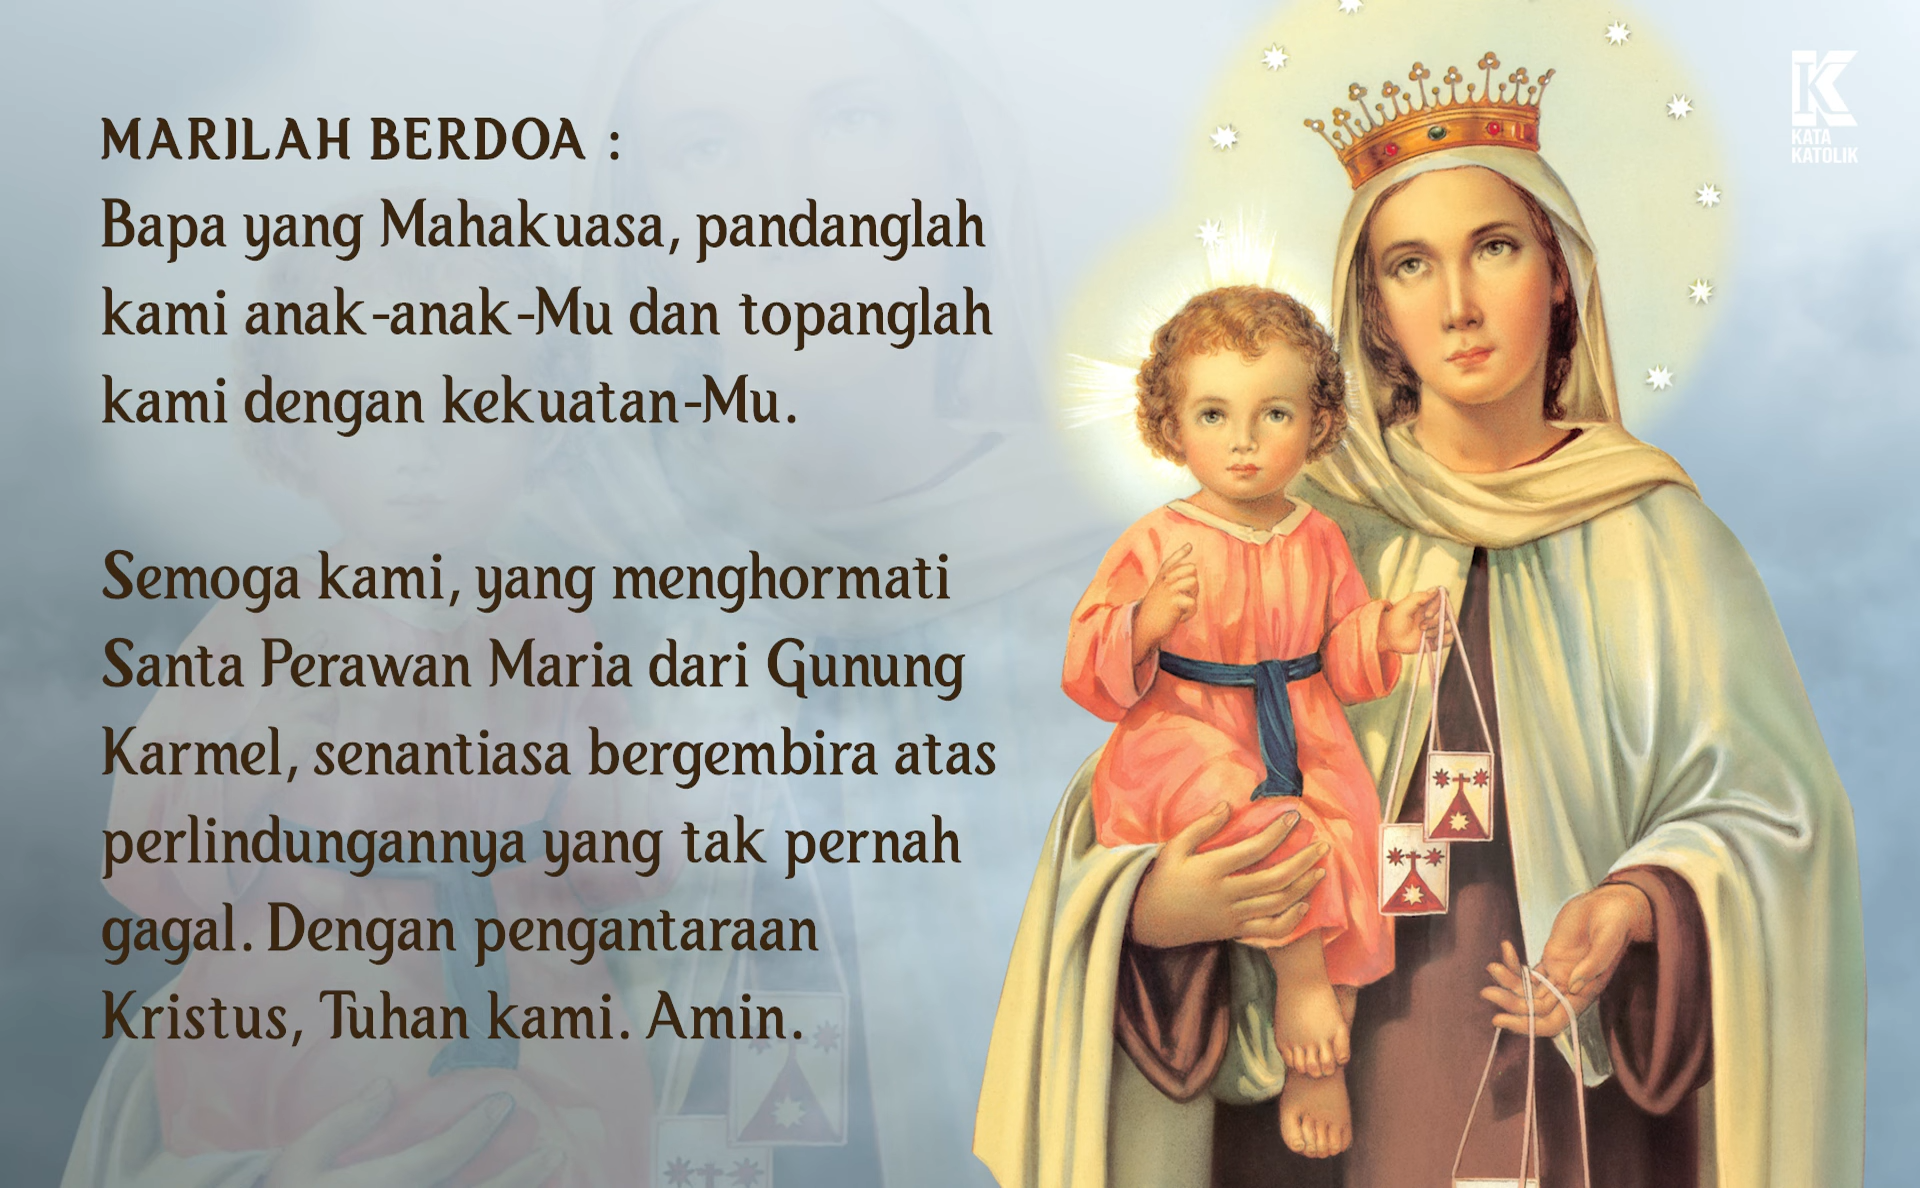 MARILAH BERDOA :
Bapa yang Mahakuasa, pandanglah
kami anak-anak-Mu dan topanglah
kami dengan kekuatan-Mu.
Semoga kami, yang menghormati
Santa Perawan Maria dari Gunung
Karmel, senantiasa bergembira atas
perlindungannya yang tak pernah
gagal. Dengan pengantaraan
Kristus, Tuhan kami. Amin.
K
KATA
KATOLIK